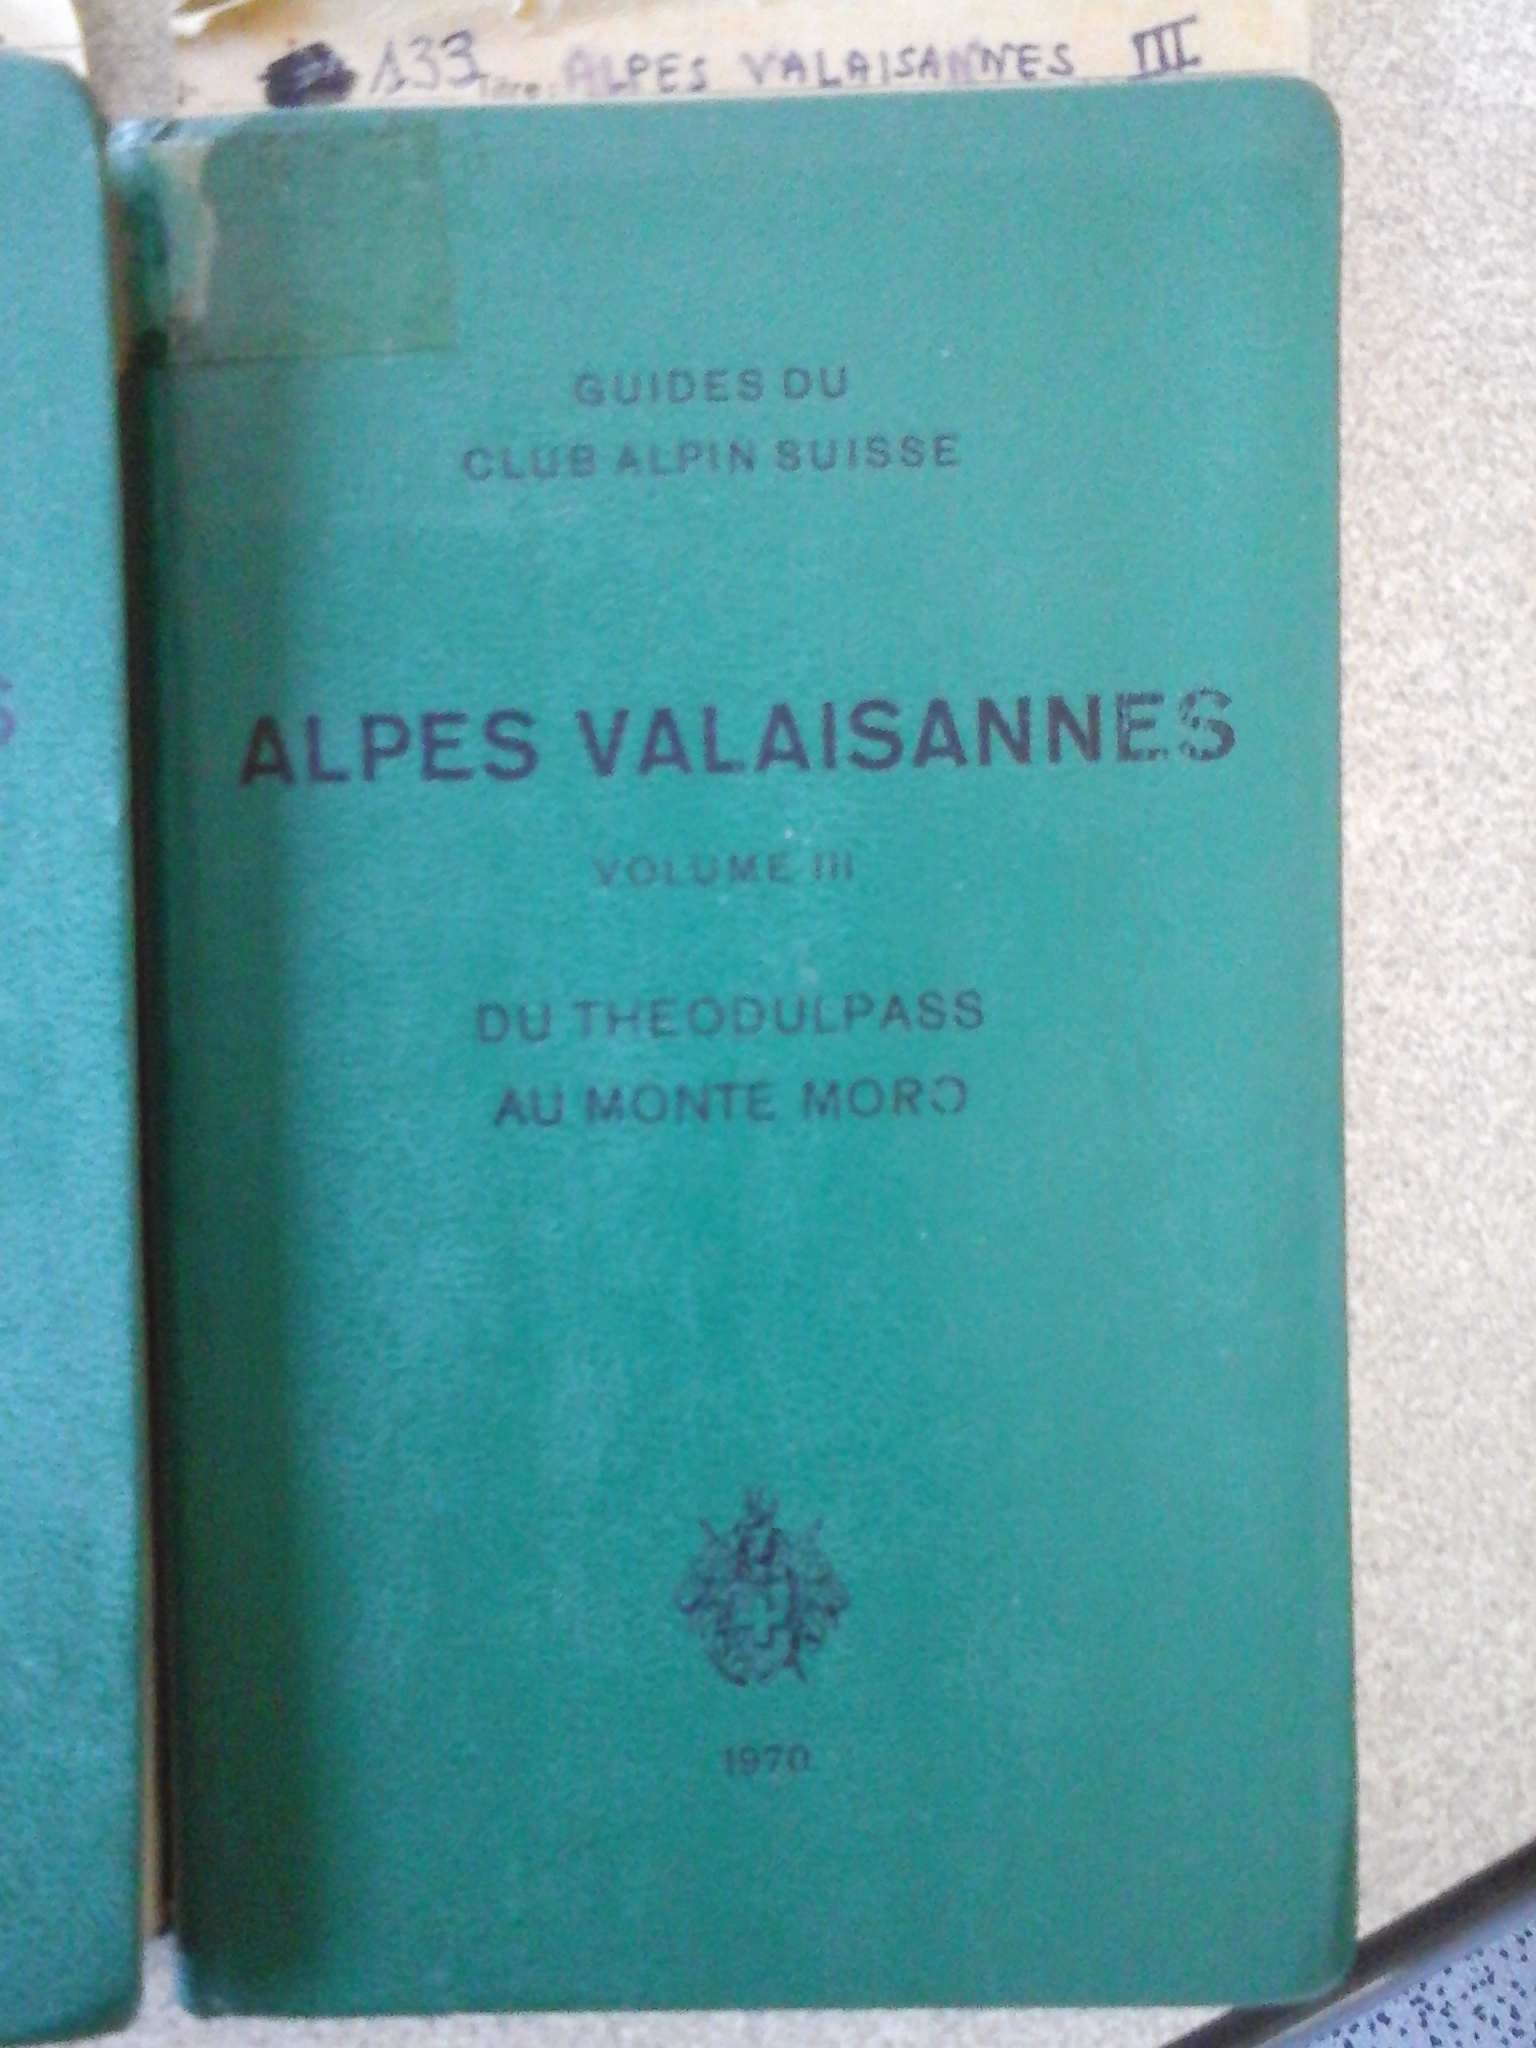 133 Titre: ALPES VALAISANNES III
GUIDES DU
CLUB ALPIN SUISSE
ALPES VALAISANNES
VOLUME III
DU THEODULPASS
AU MONTE MORO
1970
S